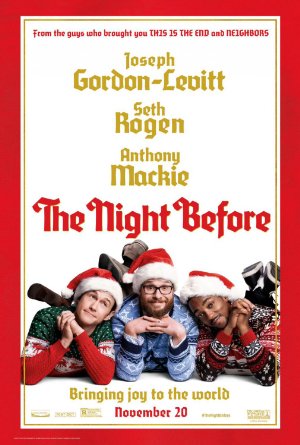 From the guys who brought you THIS IS THE END and NEIGHBORS
Joseph
Gordon-Levitt
Seth
Rogen
Anthony
Mackie
The Night Before
Bringing joy to the world
November 20